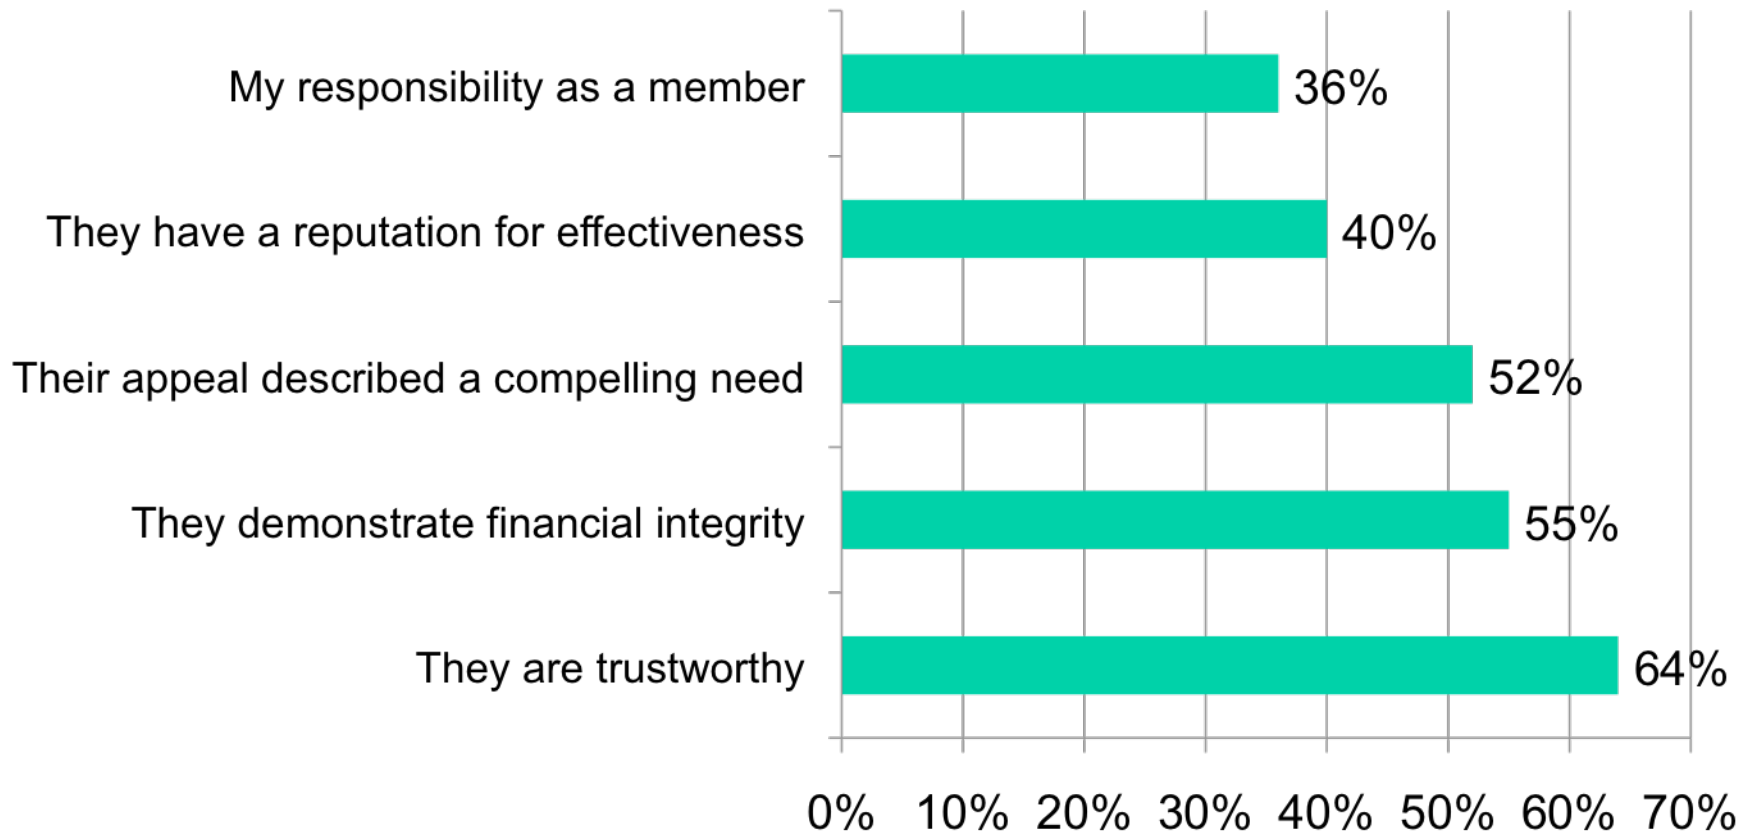 My responsibility as a member
36%
They have a reputation for effectiveness
40%
Their appeal described a compelling need
52%
They demonstrate financial integrity
55%
They are trustworthy
64%
0% 10% 20% 30% 40% 50% 60% 70%